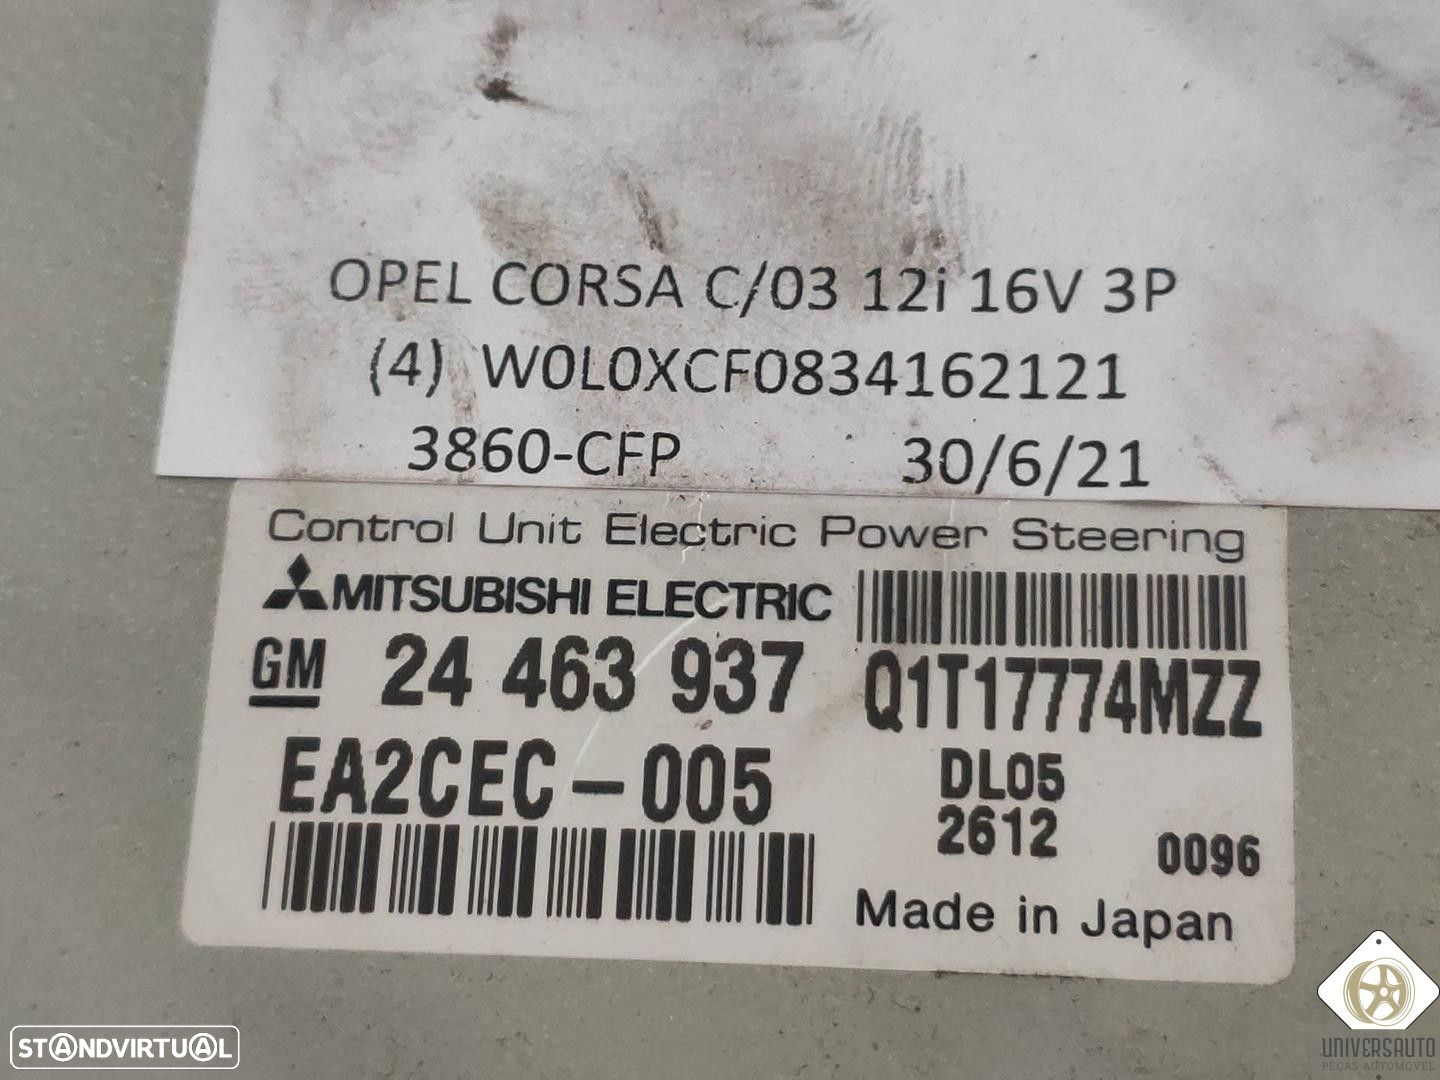 OPEL CORSA C/03 12i 16V 3P
(4) W0L0XCF0834162121
3860-CFP 30/6/21
Control Unit Electric Power Steering
MITSUBISHI ELECTRIC
GM 24 463 937 Q1T17774MZZ
EA2CEC-005 DL05
2612 0096
Made in Japan
STANDVIRTUAL
UNIVERSAUTO
PEÇAS AUTOMÓVEL